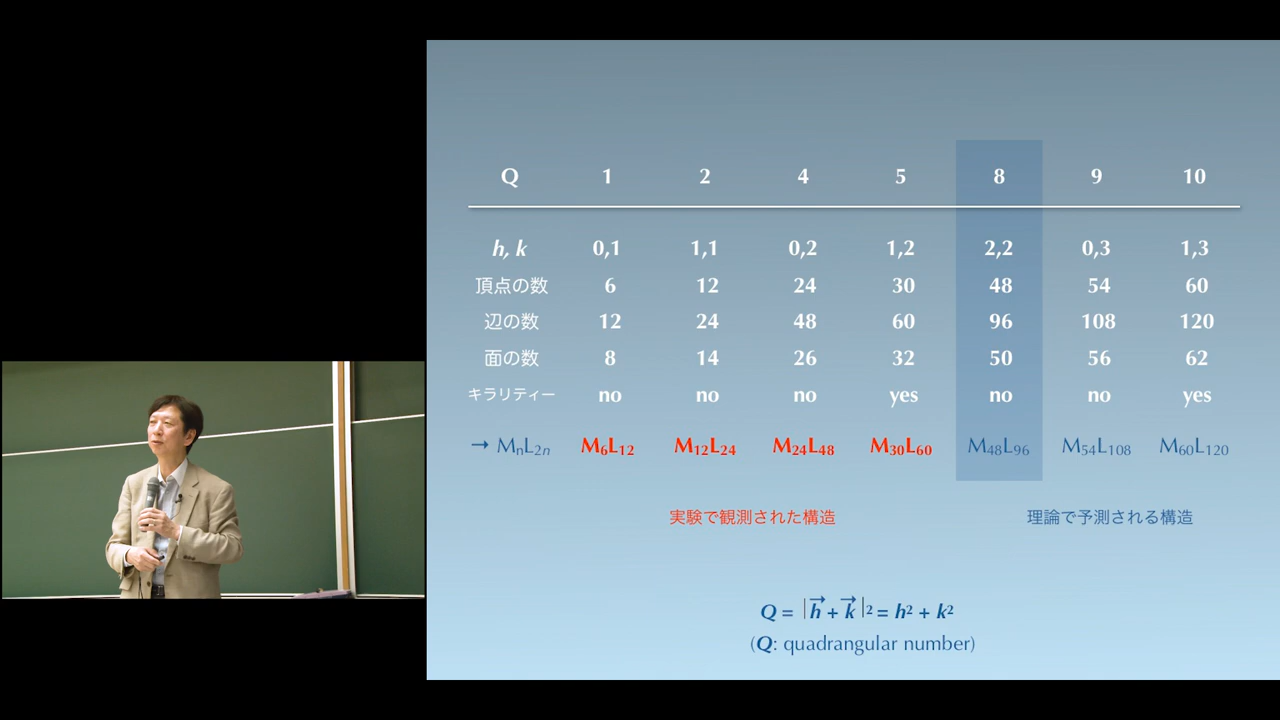 Q 1 2 4 5 8 9 10
h, k 0,1 1,1 0,2 1,2 2,2 0,3 1,3
頂点の数 6 12 24 30 48 54 60
辺の数 12 24 48 60 96 108 120
面の数 8 14 26 32 50 56 62
キラリティー no no no yes no no yes
→ MnL2n M6L12 M12L24 M24L48 M30L60 M48L96 M54L108 M60L120
実験で観測された構造 理論で予測される構造
Q = |h⃗ + k⃗|² = h² + k²
(Q: quadrangular number)